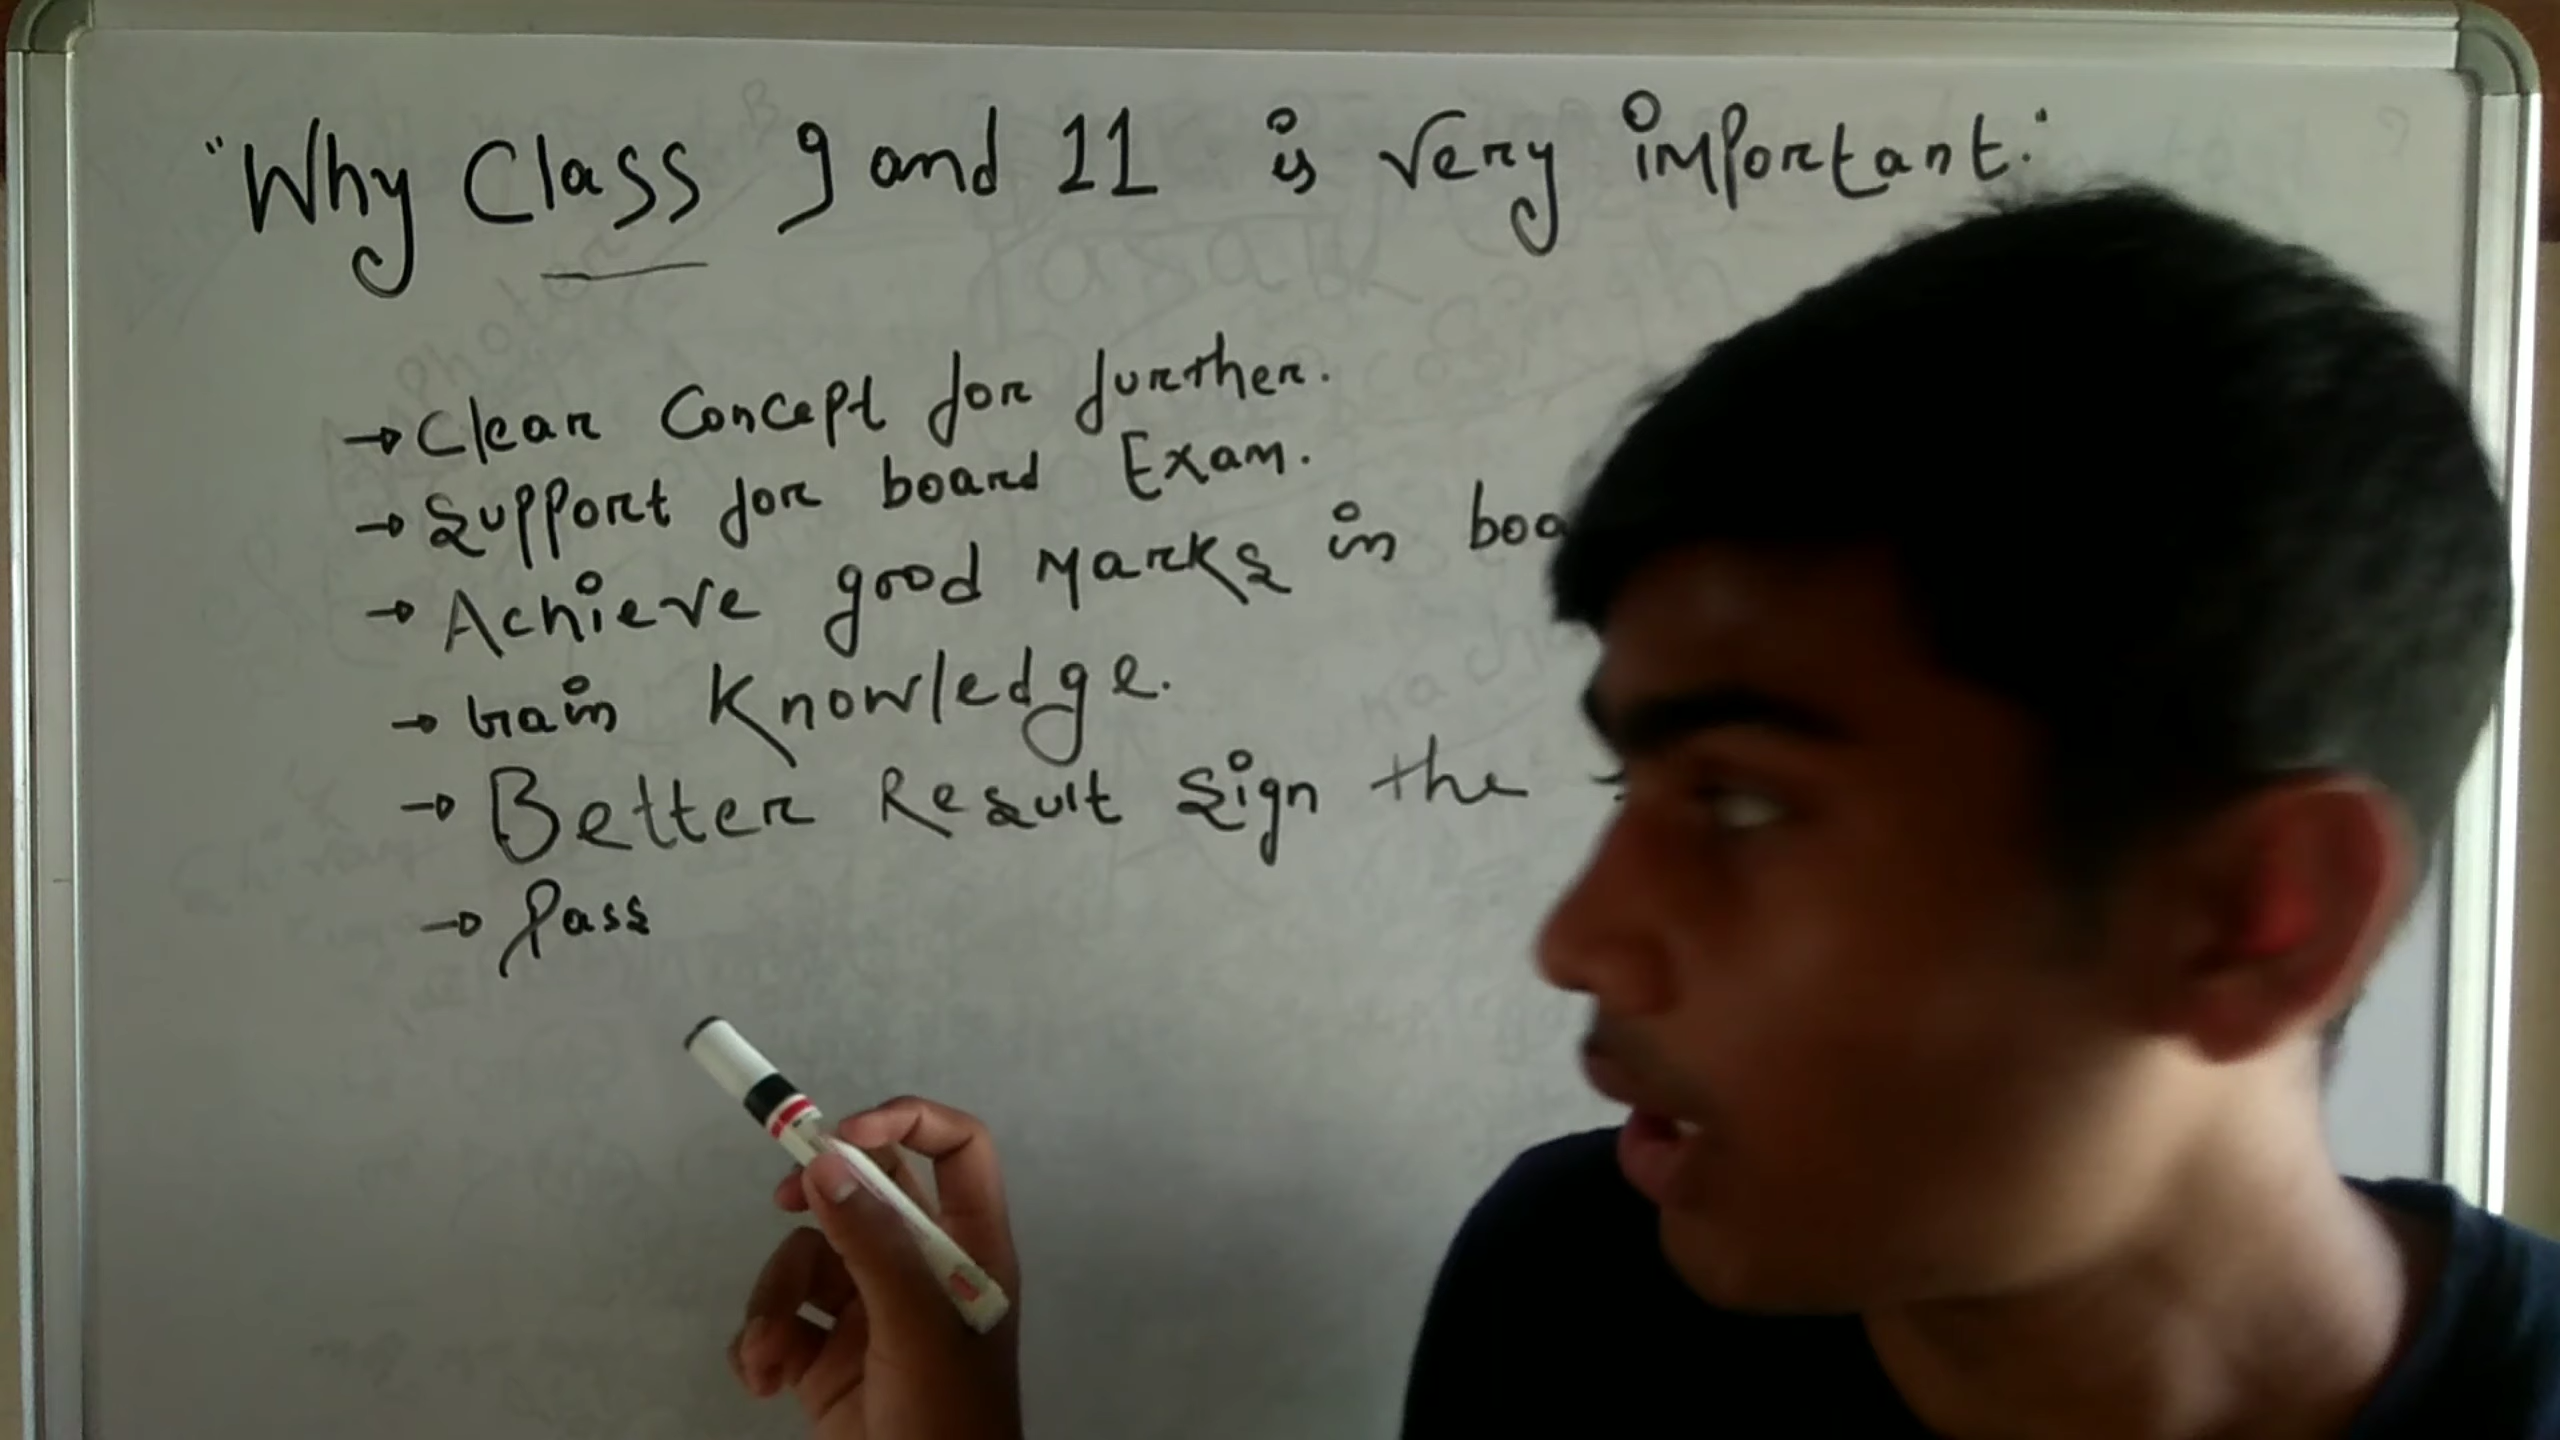 "Why Class 9 and 11 is very important."
→ Clear Concept for further.
→ Support for board Exam.
→ Achieve good Marks in
→ Gain Knowledge.
→ Better Result sign the
→ Pass